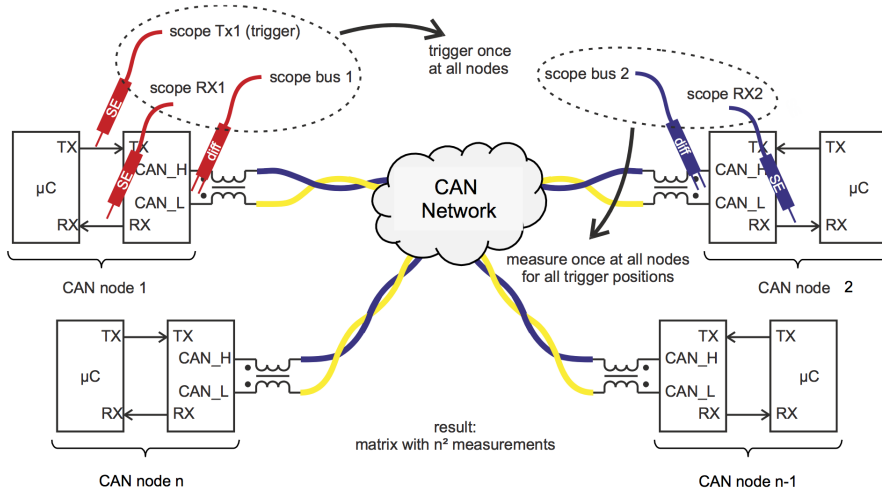 scope Tx1 (trigger)
scope RX1
scope bus 1
trigger once
at all nodes
scope bus 2
scope RX2
SE
SE
diff
diff
SE
TX
TX
µC
CAN_H
CAN_L
RX
RX
CAN node 1
CAN
Network
TX
TX
CAN_H
CAN_L
µC
RX
RX
CAN node 2
measure once at all nodes
for all trigger positions
TX
TX
µC
CAN_H
CAN_L
RX
RX
CAN node n
result:
matrix with n² measurements
TX
TX
CAN_H
CAN_L
µC
RX
RX
CAN node n-1